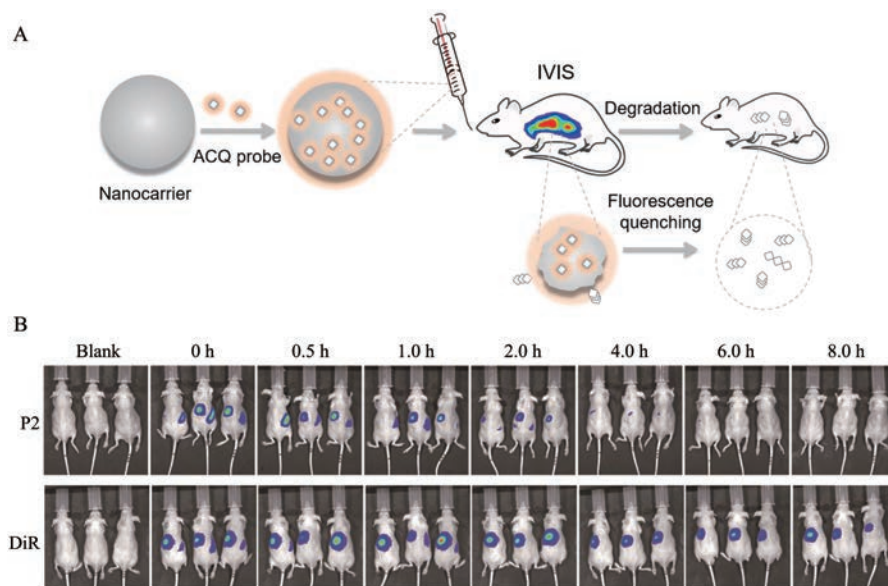 A
IVIS
Degradation
ACQ probe
Nanocarrier
Fluorescence
quenching
B
Blank 0 h 0.5 h 1.0 h 2.0 h 4.0 h 6.0 h 8.0 h
P2
DiR